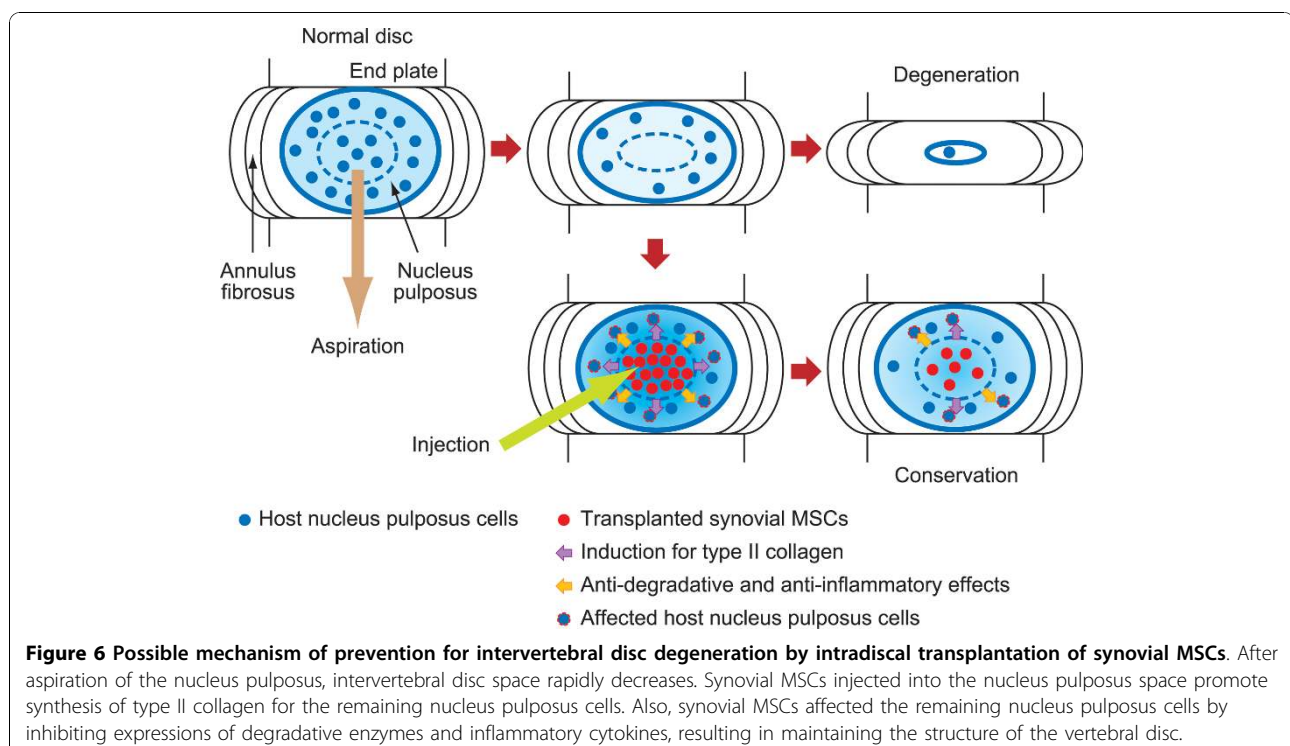 Normal disc
End plate
Degeneration
Annulus
fibrosus
Nucleus
pulposus
Aspiration
Injection
Conservation
Host nucleus pulposus cells
Transplanted synovial MSCs
Induction for type II collagen
Anti-degradative and anti-inflammatory effects
Affected host nucleus pulposus cells
Figure 6 Possible mechanism of prevention for intervertebral disc degeneration by intradiscal transplantation of synovial MSCs. After
aspiration of the nucleus pulposus, intervertebral disc space rapidly decreases. Synovial MSCs injected into the nucleus pulposus space promote
synthesis of type II collagen for the remaining nucleus pulposus cells. Also, synovial MSCs affected the remaining nucleus pulposus cells by
inhibiting expressions of degradative enzymes and inflammatory cytokines, resulting in maintaining the structure of the vertebral disc.